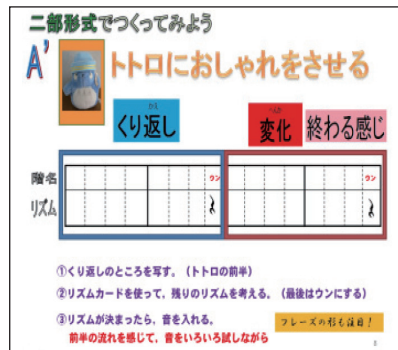 二部形式でつくってみよう
A’
トトロにおしゃれをさせる
かえ
くり返し
へんか
変化
終わる感じ
階名
ウン
ウン
リズム
①くり返しのところを写す。(トトロの前半)
②リズムカードを使って、残りのリズムを考える。(最後はウンにする)
③リズムが決まったら、音を入れる。
フレーズの形も注目!
前半の流れを感じて、音をいろいろ試しながら